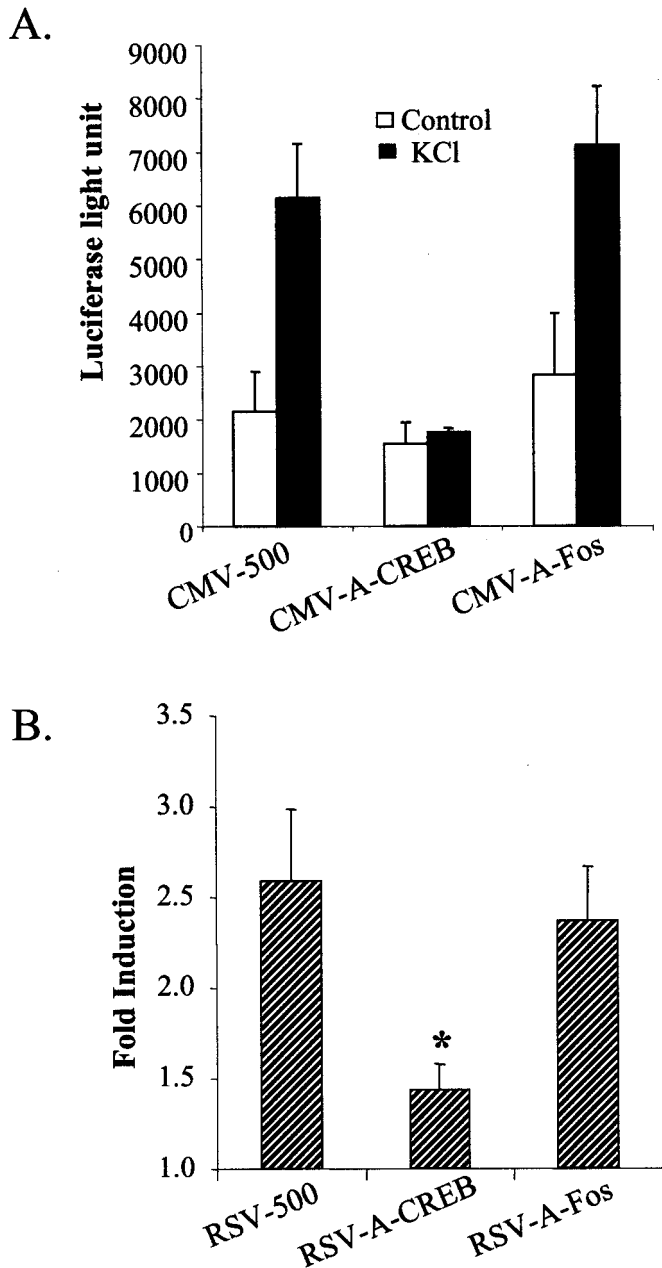 A.
Luciferase light unit
9000
8000
7000
6000
5000
4000
3000
2000
1000
0
Control
KCl
CMV-500
CMV-A-CREB
CMV-A-Fos
B.
Fold Induction
3.5
3.0
2.5
2.0
1.5
1.0
*
RSV-500
RSV-A-CREB
RSV-A-Fos